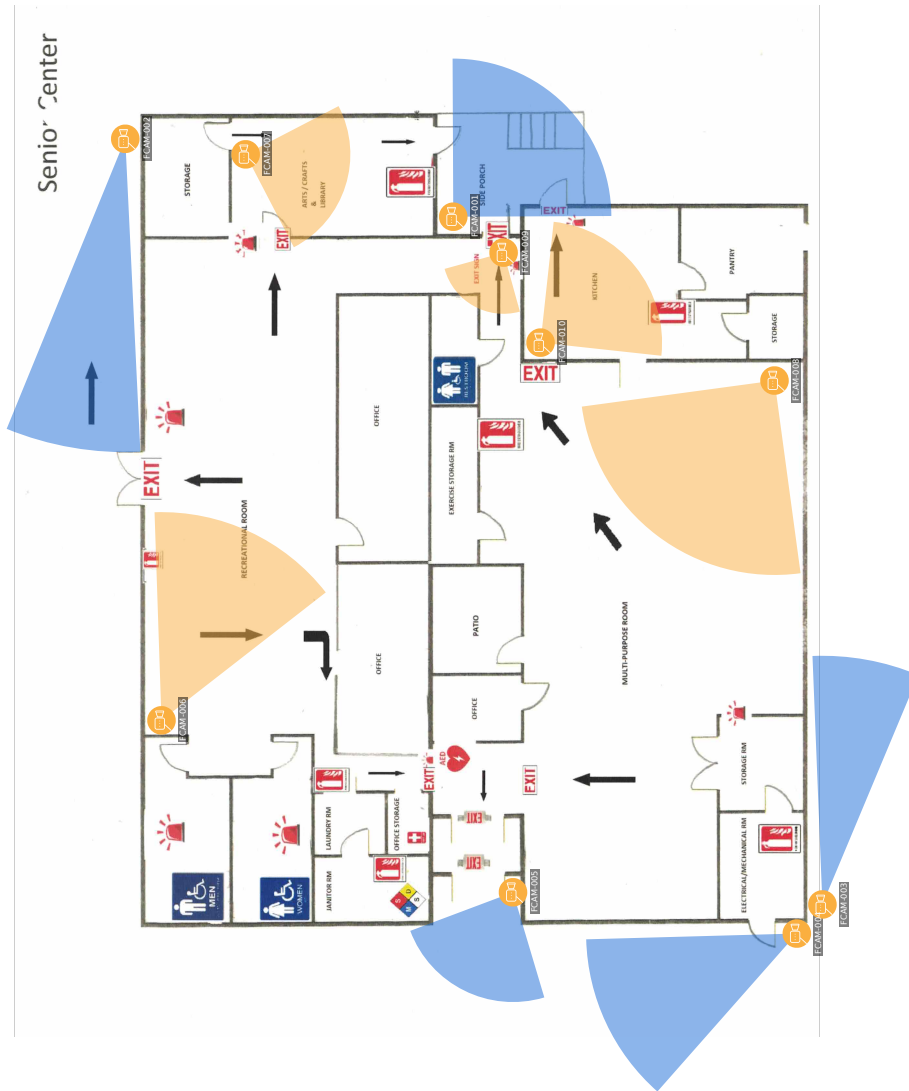 Senior Center
FCAM-002
FCAM-007
STORAGE
ARTS / CRAFTS
&
LIBRARY
SIDE PORCH
FCAM-001
EXIT
EXIT
EXIT
EXIT SIGN
FCAM-009
KITCHEN
PANTRY
STORAGE
FCAM-010
EXIT
FCAM-008
RESTROOM
OFFICE
EXERCISE STORAGE RM
EXIT
RECREATIONAL ROOM
PATIO
MULTI-PURPOSE ROOM
OFFICE
OFFICE
FCAM-006
AED
EXIT
EXIT
STORAGE RM
LAUNDRY RM
OFFICE STORAGE
JANITOR RM
MEN
WOMEN
ELECTRICAL/MECHANICAL RM
FCAM-005
FCAM-003